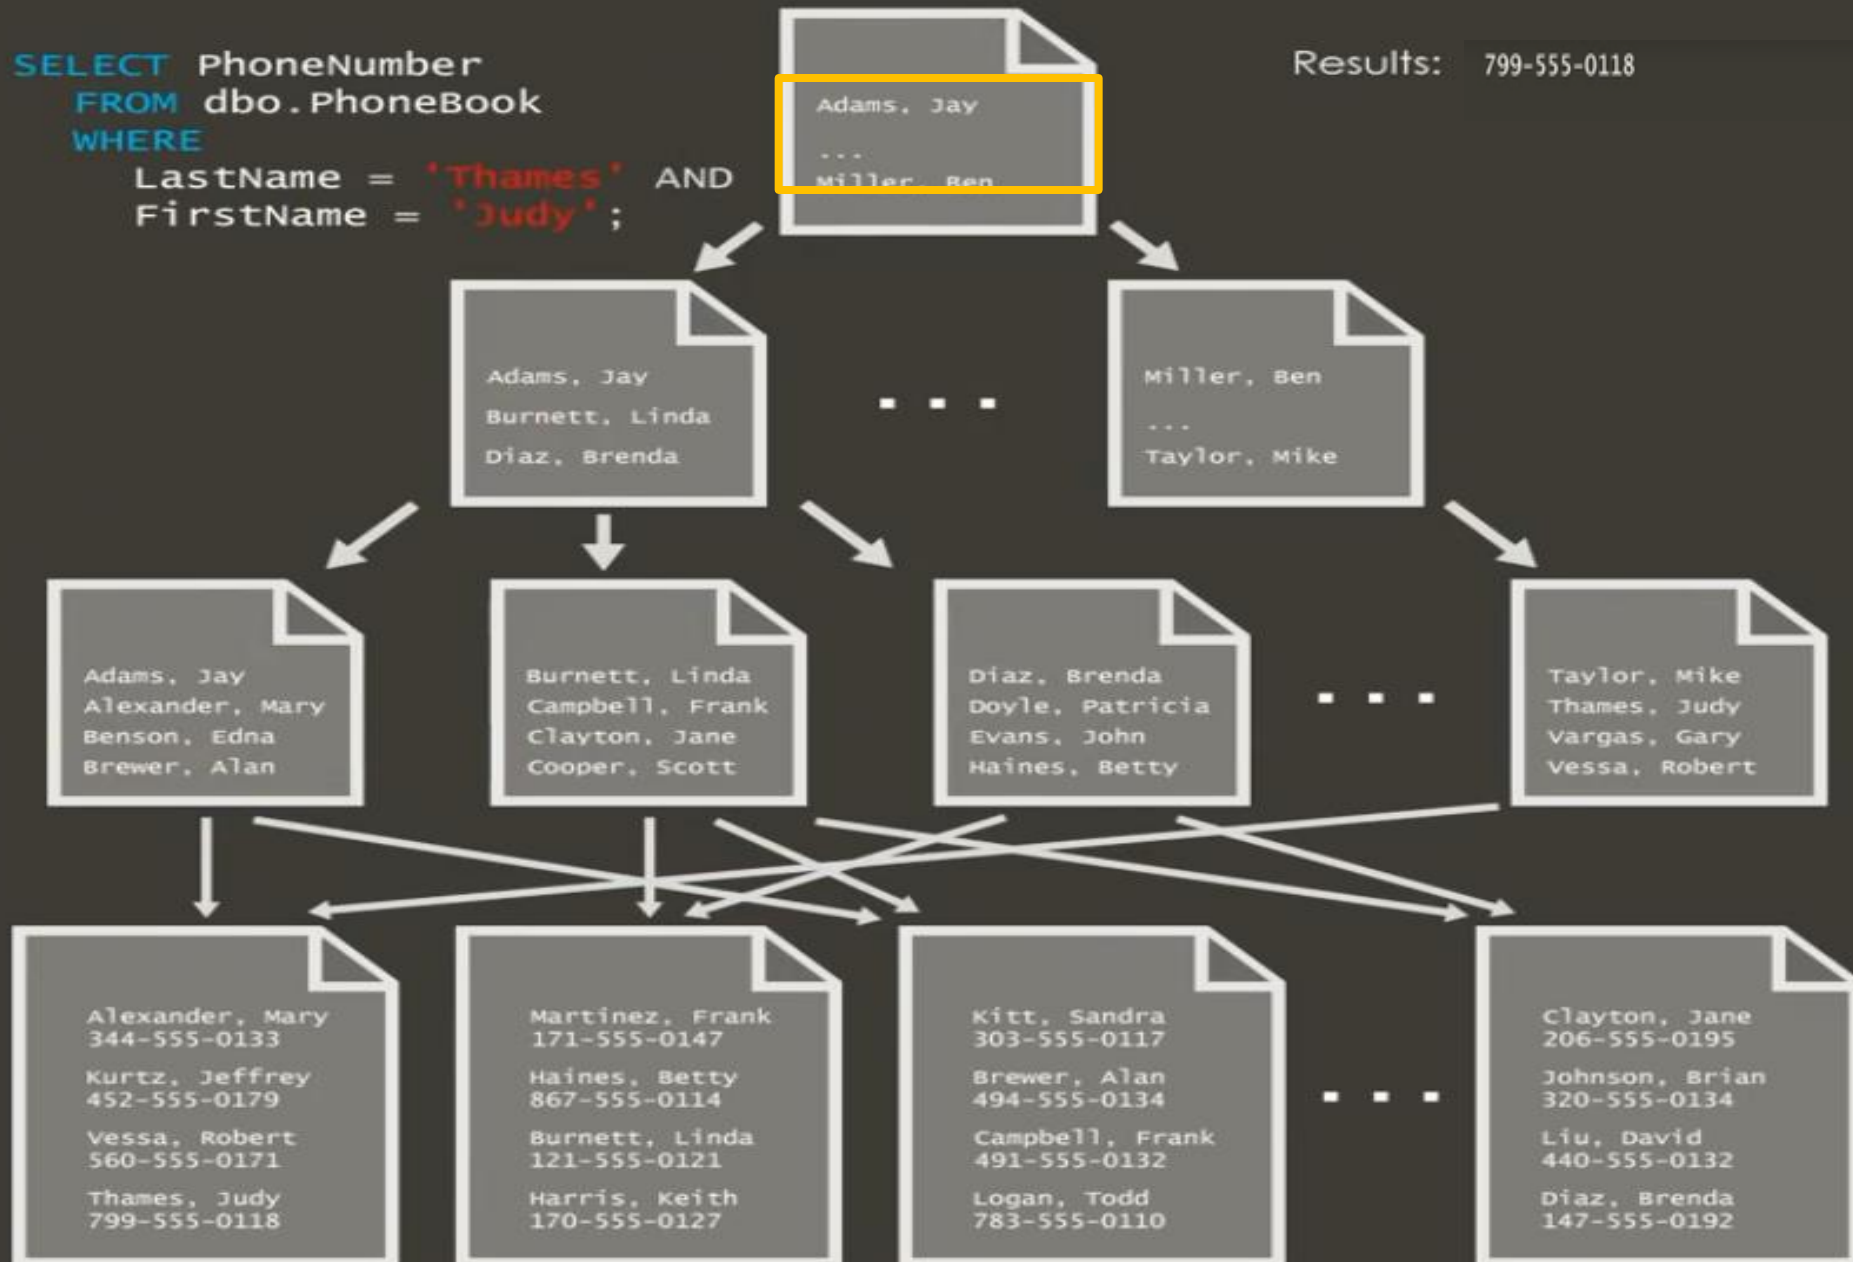 SELECT PhoneNumber
FROM dbo.PhoneBook
WHERE
LastName = 'Thames' AND
FirstName = 'Judy';
Results: 799-555-0118
Adams, Jay
...
Miller, Ben
Adams, Jay
Burnett, Linda
Diaz, Brenda
Miller, Ben
...
Taylor, Mike
Adams, Jay
Alexander, Mary
Benson, Edna
Brewer, Alan
Burnett, Linda
Campbell, Frank
Clayton, Jane
Cooper, Scott
Diaz, Brenda
Doyle, Patricia
Evans, John
Haines, Betty
Taylor, Mike
Thames, Judy
Vargas, Gary
Vessa, Robert
Alexander, Mary
344-555-0133
Kurtz, Jeffrey
452-555-0179
Vessa, Robert
560-555-0171
Thames, Judy
799-555-0118
Martinez, Frank
171-555-0147
Haines, Betty
867-555-0114
Burnett, Linda
121-555-0121
Harris, Keith
170-555-0127
Kitt, Sandra
303-555-0117
Brewer, Alan
494-555-0134
Campbell, Frank
491-555-0132
Logan, Todd
783-555-0110
Clayton, Jane
206-555-0195
Johnson, Brian
320-555-0134
Liu, David
440-555-0132
Diaz, Brenda
147-555-0192